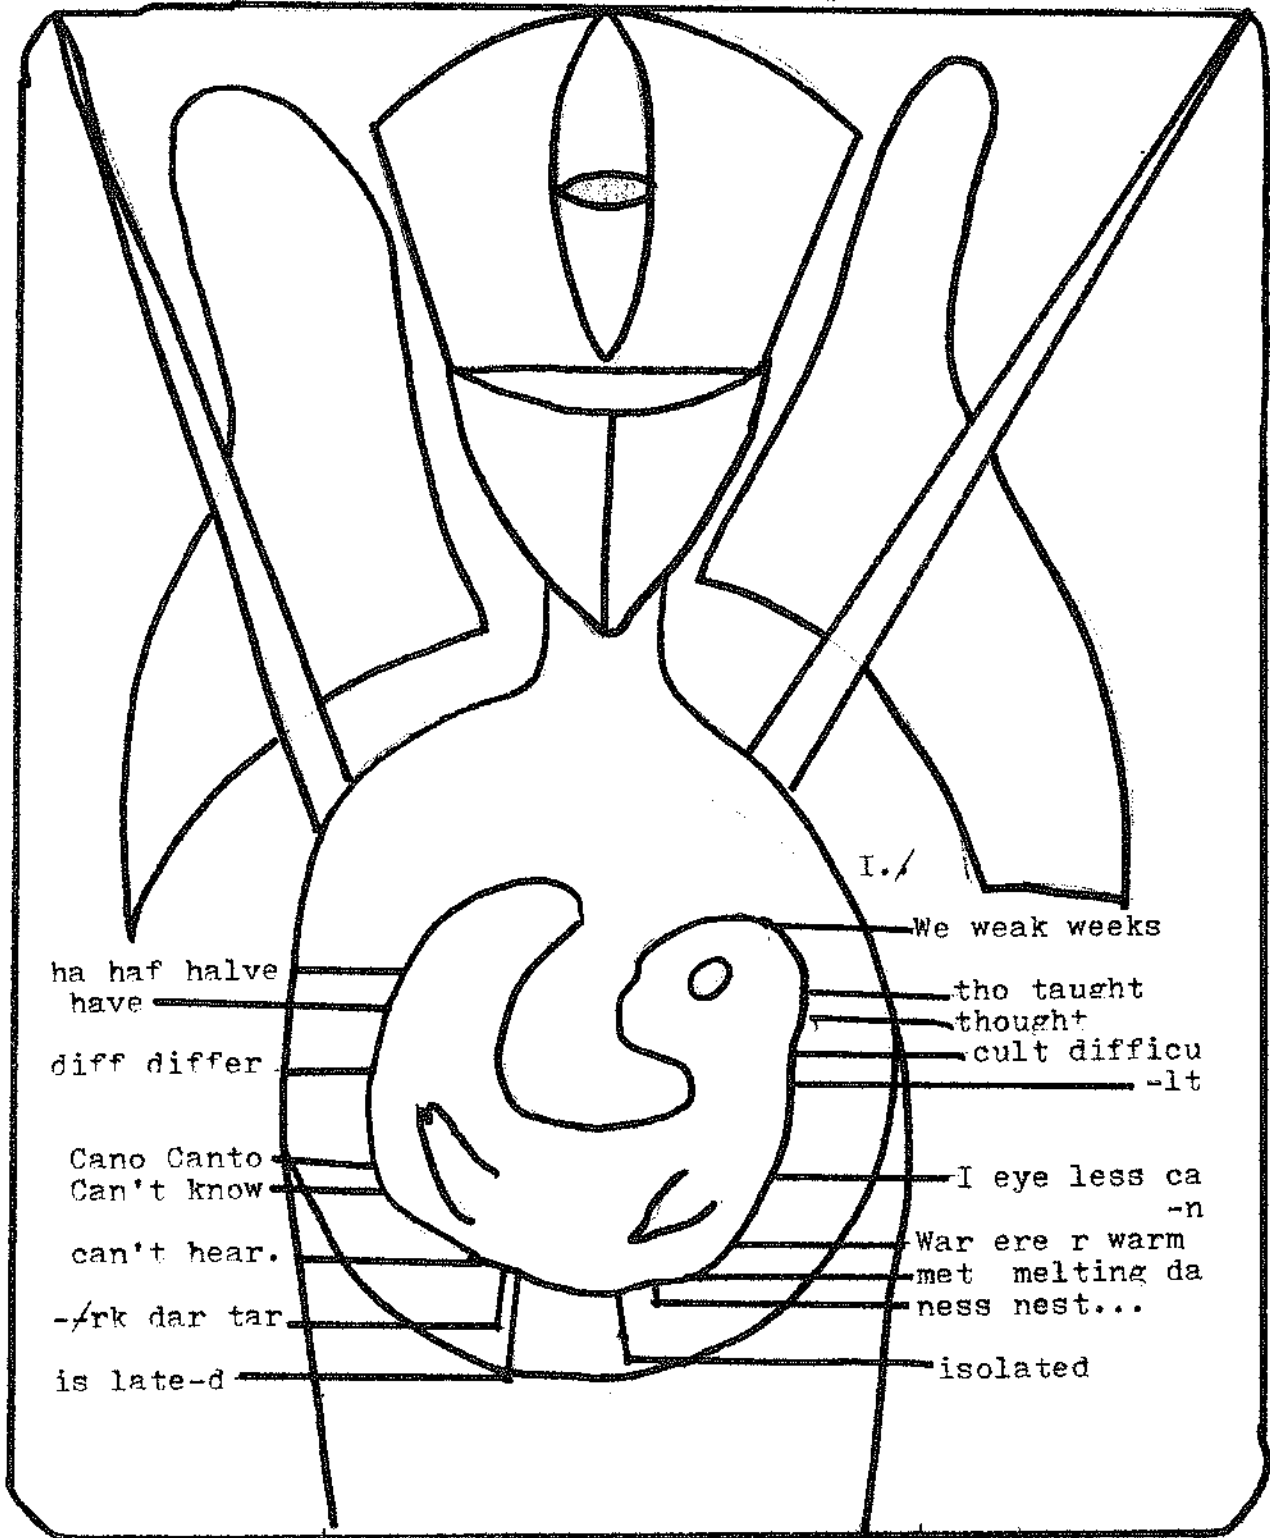 I./
We weak weeks
ha haf halve
have
tho taught
thought
diff differ
cult difficu
-lt
Cano Canto
Can't know
I eye less ca
-n
can't hear.
War ere r warm
met melting da
-/rk dar tar
ness nest...
is late-d
isolated